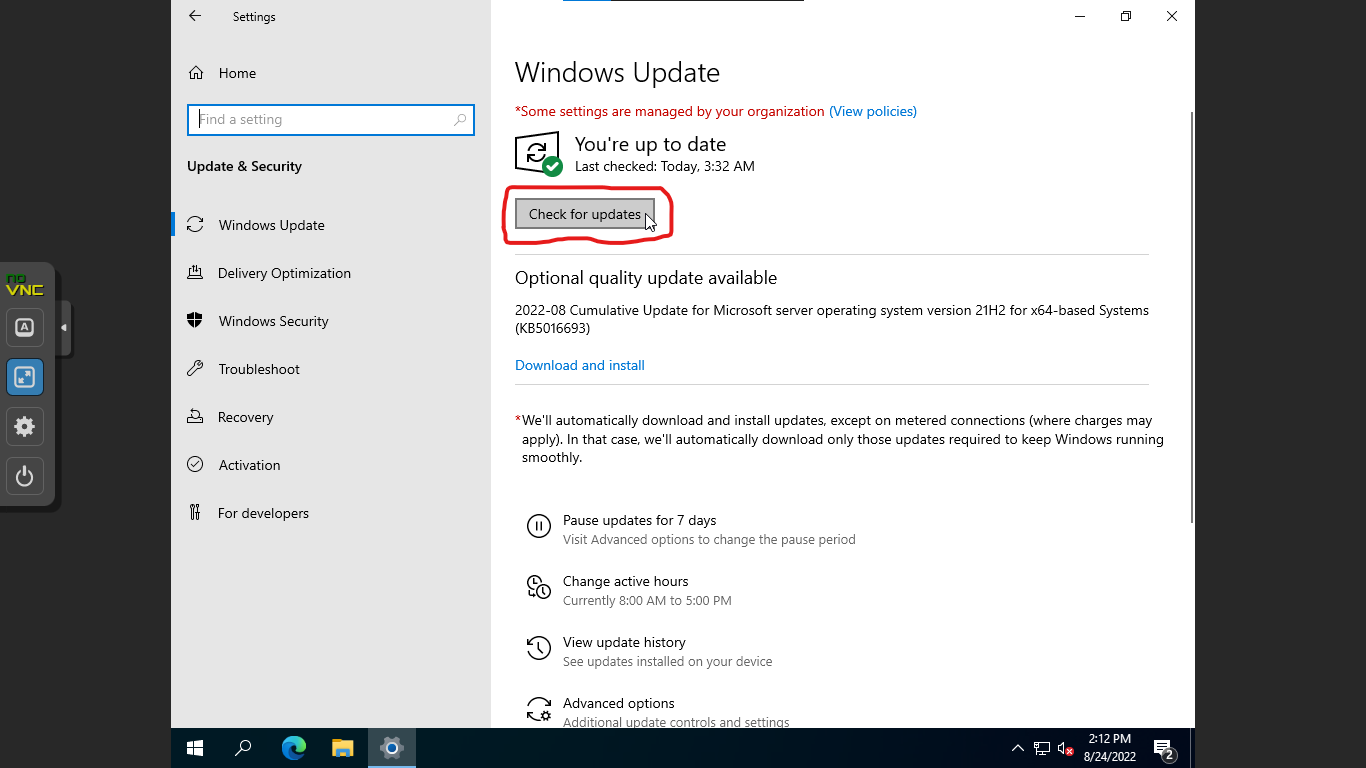 Settings
Home
Find a setting
Update & Security
Windows Update
Delivery Optimization
Windows Security
Troubleshoot
Recovery
Activation
For developers
Windows Update
*Some settings are managed by your organization (View policies)
You're up to date
Last checked: Today, 3:32 AM
Check for updates
Optional quality update available
2022-08 Cumulative Update for Microsoft server operating system version 21H2 for x64-based Systems
(KB5016693)
Download and install
*We'll automatically download and install updates, except on metered connections (where charges may
apply). In that case, we'll automatically download only those updates required to keep Windows running
smoothly.
Pause updates for 7 days
Visit Advanced options to change the pause period
Change active hours
Currently 8:00 AM to 5:00 PM
View update history
See updates installed on your device
Advanced options
Additional update controls and settings
no
VNC
A
2:12 PM
8/24/2022
2